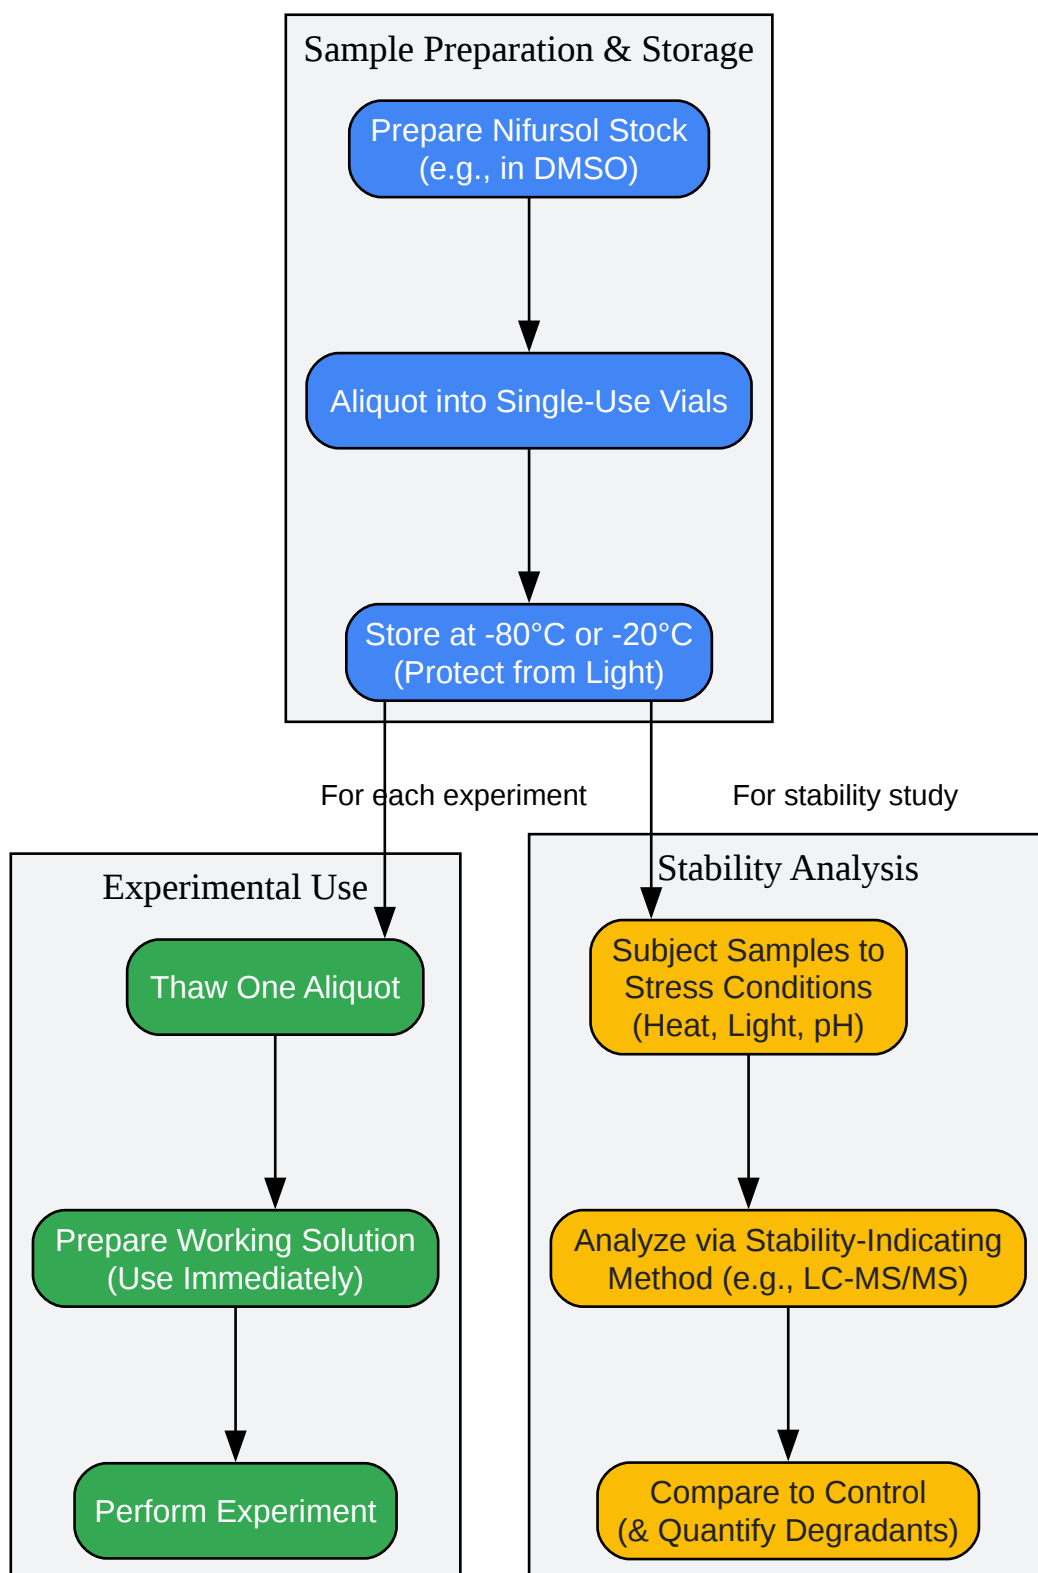 Sample Preparation & Storage
Prepare Nifursol Stock
(e.g., in DMSO)
Aliquot into Single-Use Vials
Store at -80°C or -20°C
(Protect from Light)
For each experiment
For stability study
Experimental Use
Thaw One Aliquot
Prepare Working Solution
(Use Immediately)
Perform Experiment
Stability Analysis
Subject Samples to
Stress Conditions
(Heat, Light, pH)
Analyze via Stability-Indicating
Method (e.g., LC-MS/MS)
Compare to Control
(& Quantify Degradants)